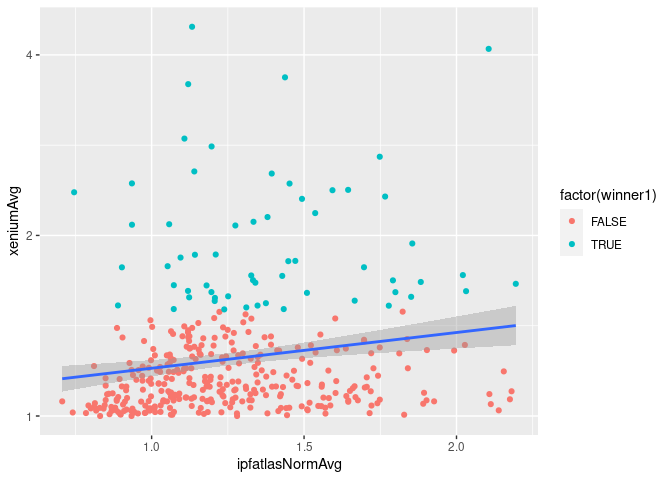 4
2
1
xeniumAvg
1.0
1.5
2.0
ipfatlasNormAvg
factor(winner1)
FALSE
TRUE